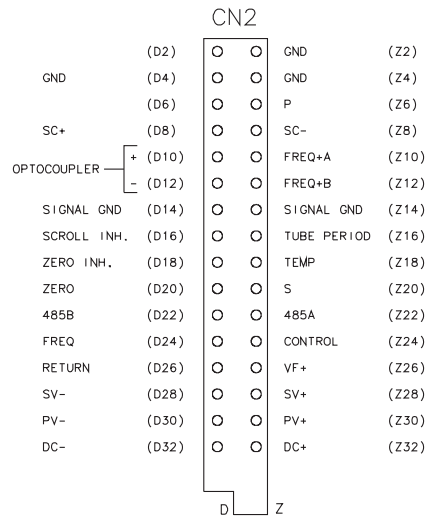 CN2
(D2) GND (Z2)
GND (D4) GND (Z4)
(D6) P (Z6)
SC+ (D8) SC- (Z8)
+ (D10) FREQ+A (Z10)
OPTOCOUPLER
- (D12) FREQ+B (Z12)
SIGNAL GND (D14) SIGNAL GND (Z14)
SCROLL INH. (D16) TUBE PERIOD (Z16)
ZERO INH. (D18) TEMP (Z18)
ZERO (D20) S (Z20)
485B (D22) 485A (Z22)
FREQ (D24) CONTROL (Z24)
RETURN (D26) VF+ (Z26)
SV- (D28) SV+ (Z28)
PV- (D30) PV+ (Z30)
DC- (D32) DC+ (Z32)
D Z